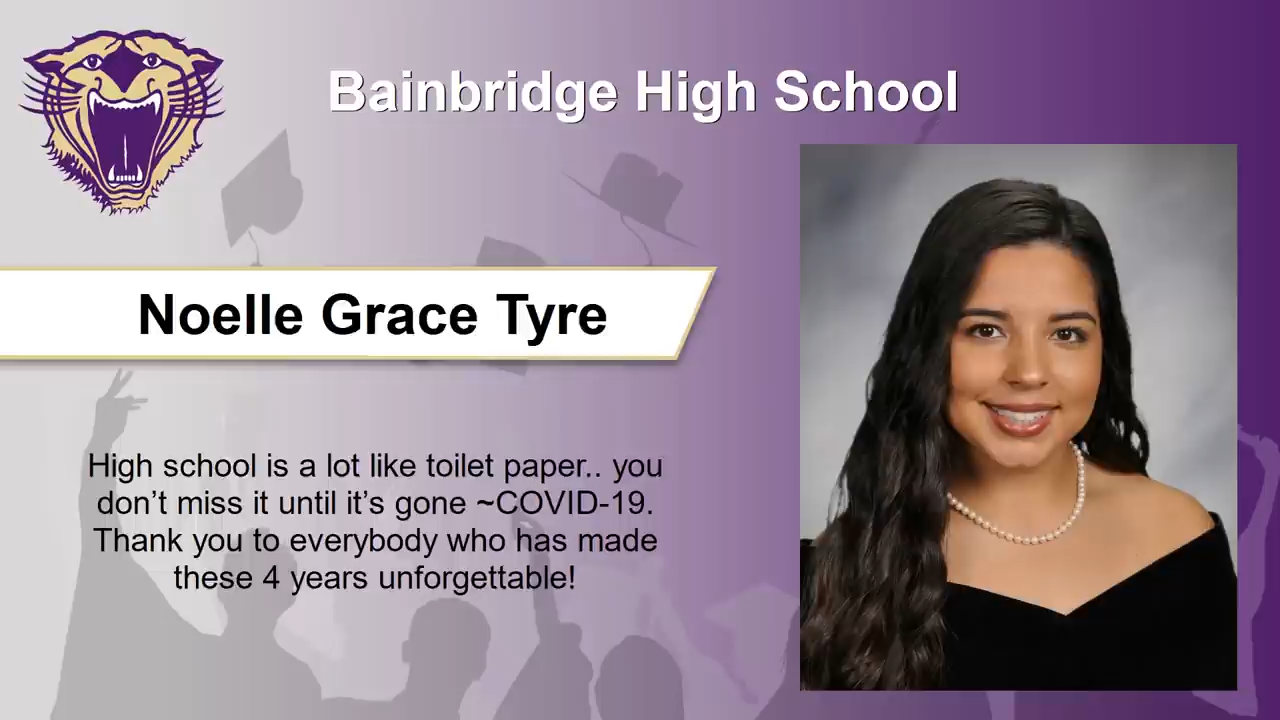 Bainbridge High School
Noelle Grace Tyre
High school is a lot like toilet paper.. you
don’t miss it until it’s gone ~COVID-19.
Thank you to everybody who has made
these 4 years unforgettable!